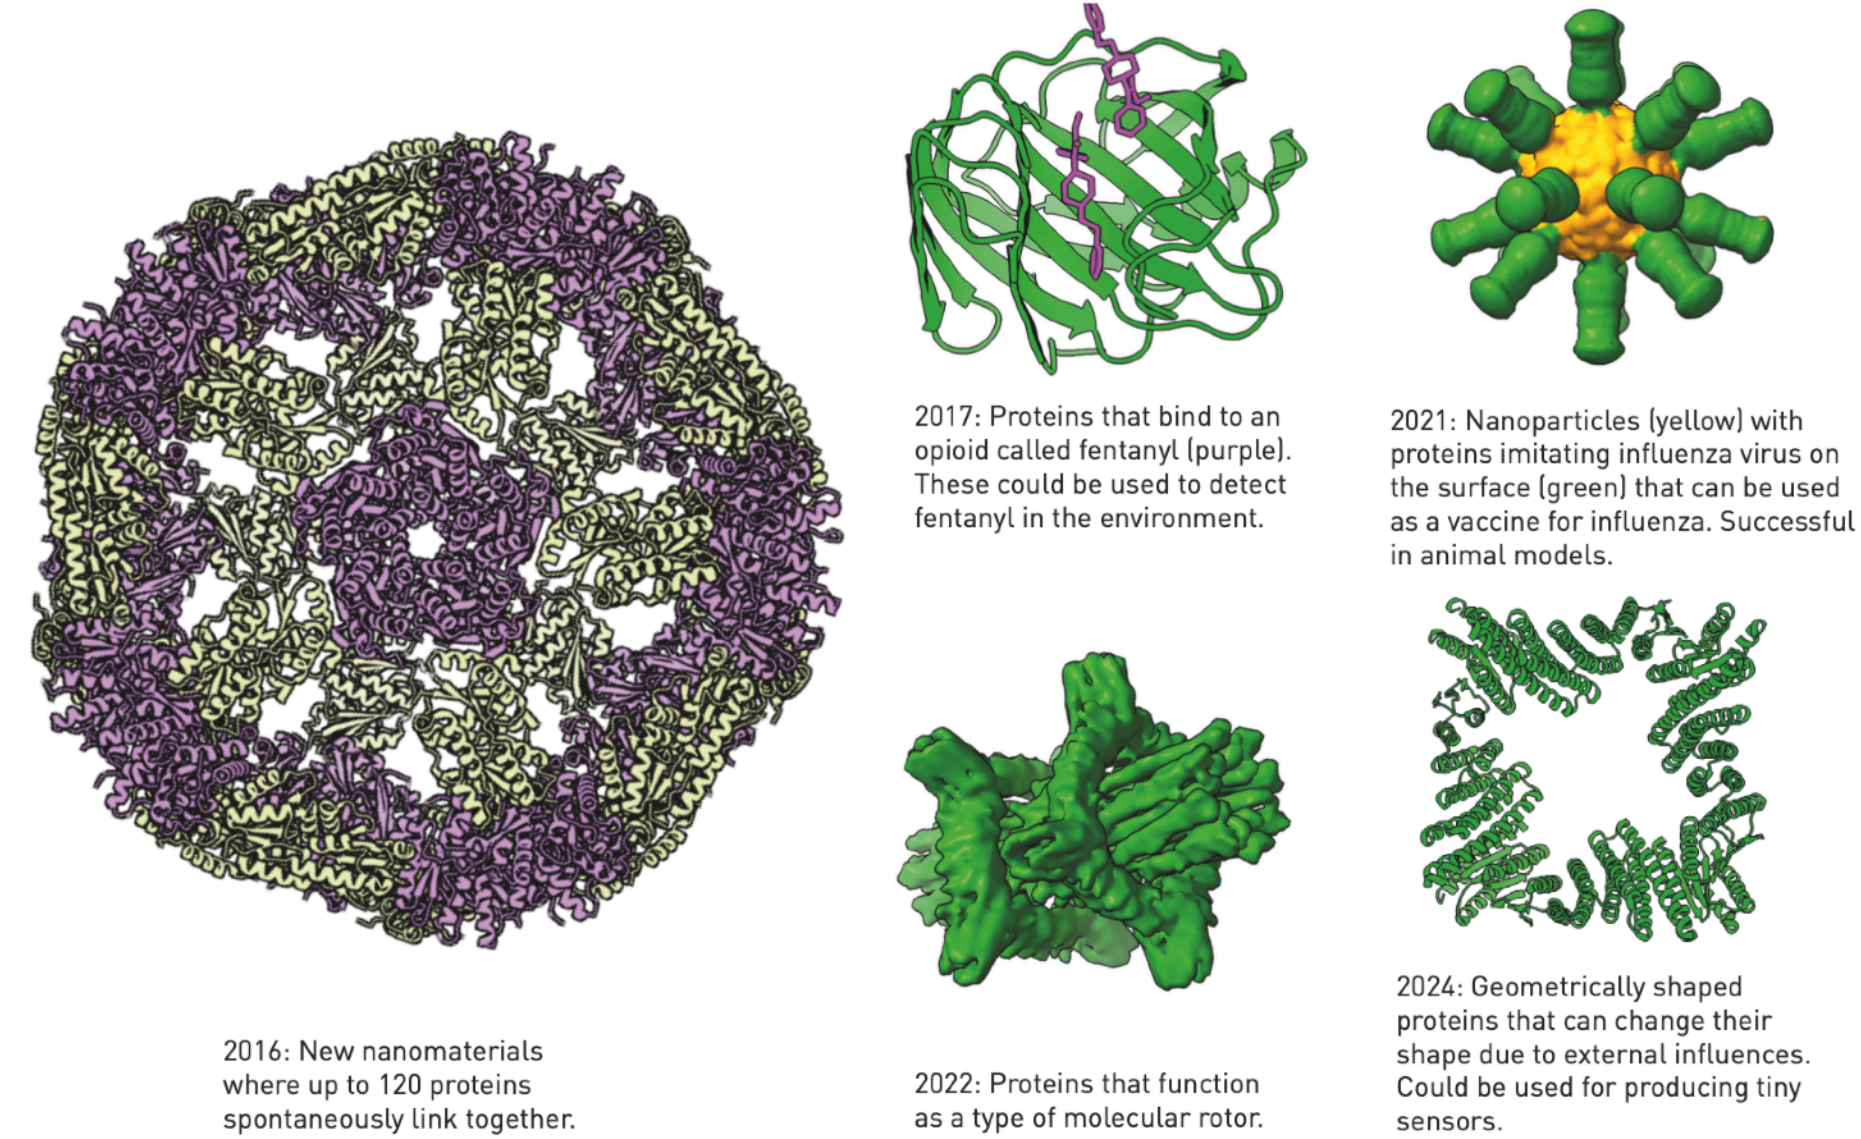 2016: New nanomaterials
where up to 120 proteins
spontaneously link together.
2017: Proteins that bind to an
opioid called fentanyl (purple).
These could be used to detect
fentanyl in the environment.
2021: Nanoparticles (yellow) with
proteins imitating influenza virus on
the surface (green) that can be used
as a vaccine for influenza. Successful
in animal models.
2022: Proteins that function
as a type of molecular rotor.
2024: Geometrically shaped
proteins that can change their
shape due to external influences.
Could be used for producing tiny
sensors.